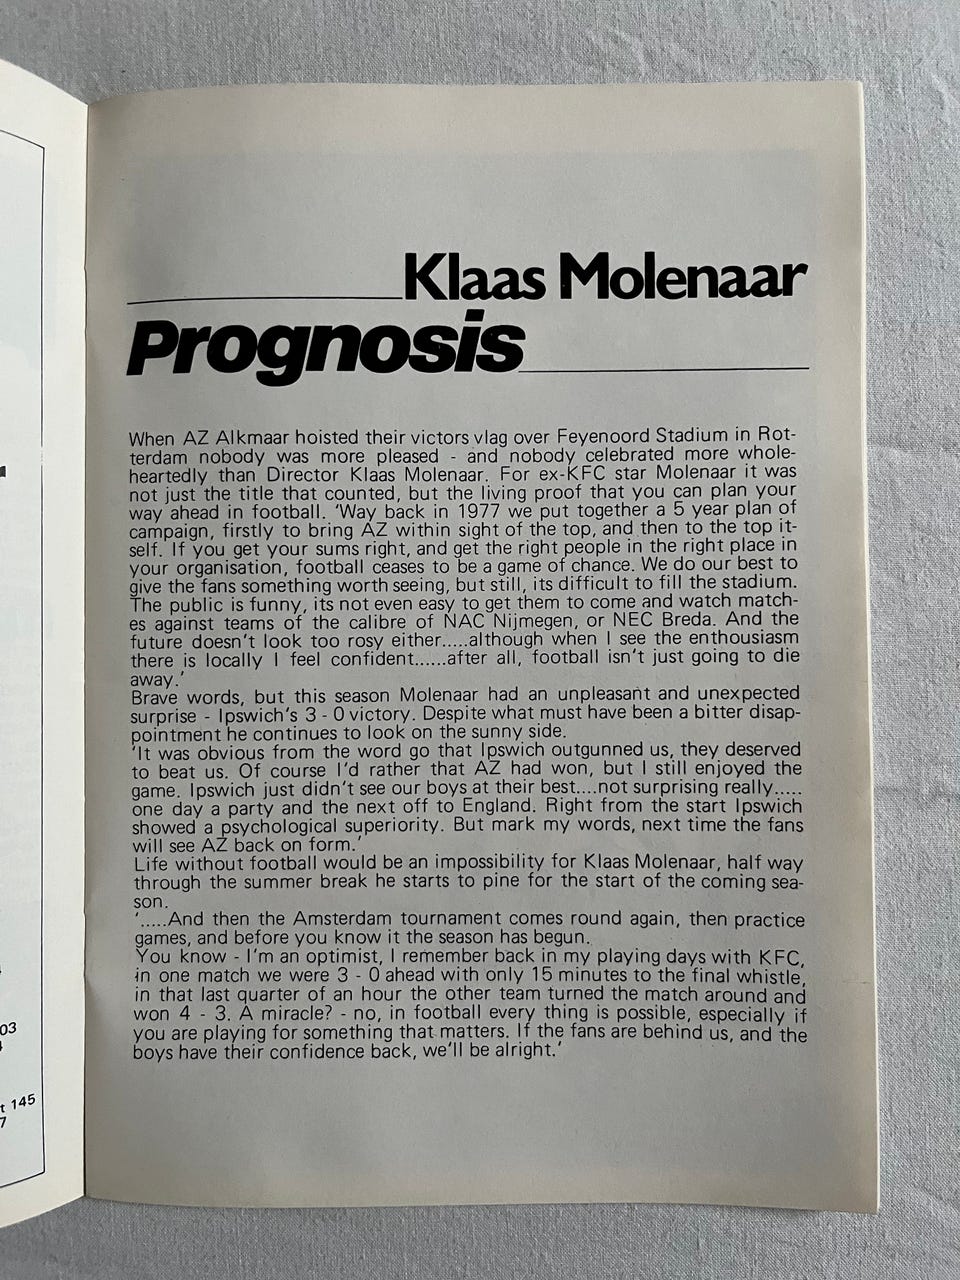 Klaas Molenaar
Prognosis
When AZ Alkmaar hoisted their victors vlag over Feyenoord Stadium in Rot-
terdam nobody was more pleased - and nobody celebrated more whole-
heartedly than Director Klaas Molenaar. For ex-KFC star Molenaar it was
not just the title that counted, but the living proof that you can plan your
way ahead in football. 'Way back in 1977 we put together a 5 year plan of
campaign, firstly to bring AZ within sight of the top, and then to the top it-
self. If you get your sums right, and get the right people in the right place in
your organisation, football ceases to be a game of chance. We do our best to
give the fans something worth seeing, but still, its difficult to fill the stadium.
The public is funny, its not even easy to get them to come and watch match-
es against teams of the calibre of NAC Nijmegen, or NEC Breda. And the
future doesn't look too rosy either.....although when I see the enthousiasm
there is locally I feel confident......after all, football isn't just going to die
away.'
Brave words, but this season Molenaar had an unpleasant and unexpected
surprise - Ipswich's 3 - 0 victory. Despite what must have been a bitter disap-
pointment he continues to look on the sunny side.
'It was obvious from the word go that Ipswich outgunned us, they deserved
to beat us. Of course I'd rather that AZ had won, but I still enjoyed the
game. Ipswich just didn't see our boys at their best....not surprising really.....
one day a party and the next off to England. Right from the start Ipswich
showed a psychological superiority. But mark my words, next time the fans
will see AZ back on form.'
Life without football would be an impossibility for Klaas Molenaar, half way
through the summer break he starts to pine for the start of the coming sea-
son.
'.....And then the Amsterdam tournament comes round again, then practice
games, and before you know it the season has begun.
You know - I'm an optimist, I remember back in my playing days with KFC,
in one match we were 3 - 0 ahead with only 15 minutes to the final whistle,
in that last quarter of an hour the other team turned the match around and
won 4 - 3. A miracle? - no, in football every thing is possible, especially if
you are playing for something that matters. If the fans are behind us, and the
boys have their confidence back, we'll be alright.'
03
t 145
7